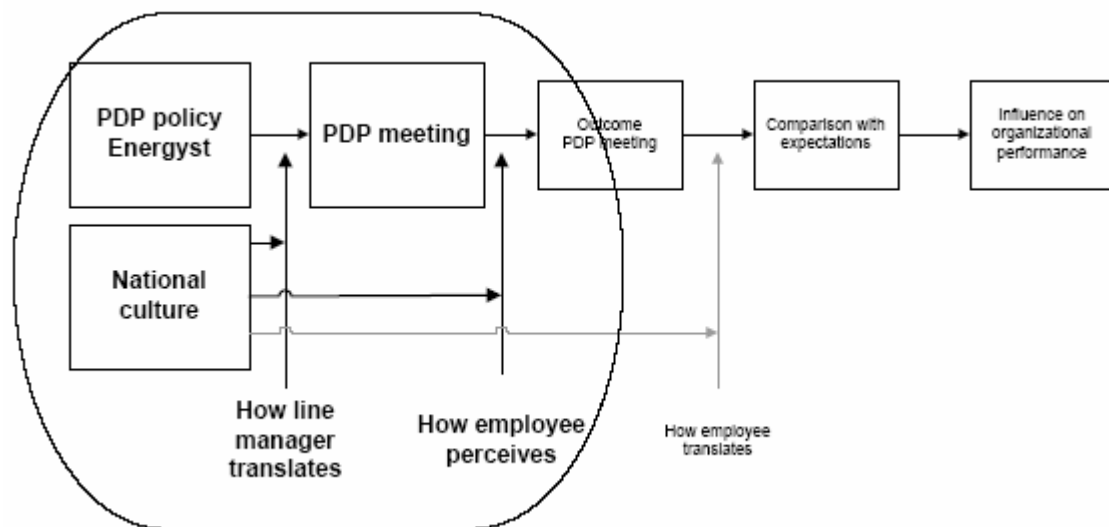 PDP policy
Energyst
PDP meeting
Outcome
PDP meeting
Comparison with
expectations
Influence on
organizational
performance
National
culture
How line
manager
translates
How employee
perceives
How employee
translates